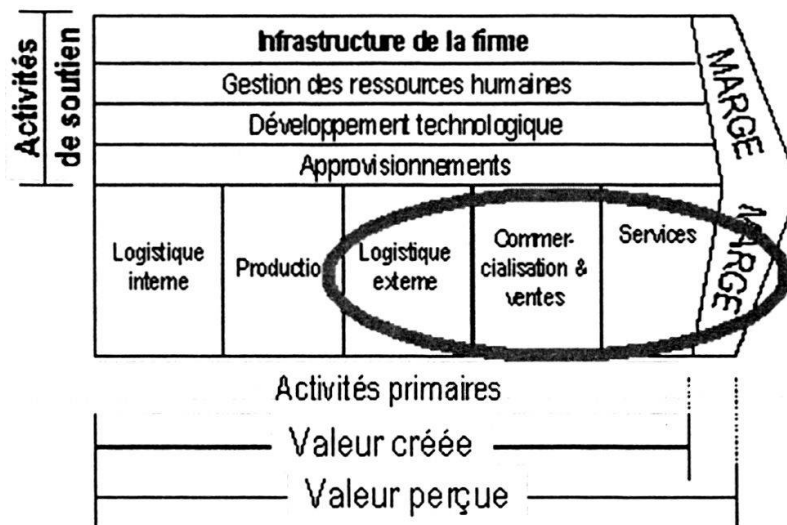 Activités
de soutien
Infrastructure de la firme
Gestion des ressources humaines
Développement technologique
Approvisionnements
MARGE
Logistique
interne
Productio
Logistique
externe
Commer-
cialisation &
ventes
Services
MARGE
Activités primaires
Valeur créée
Valeur perçue